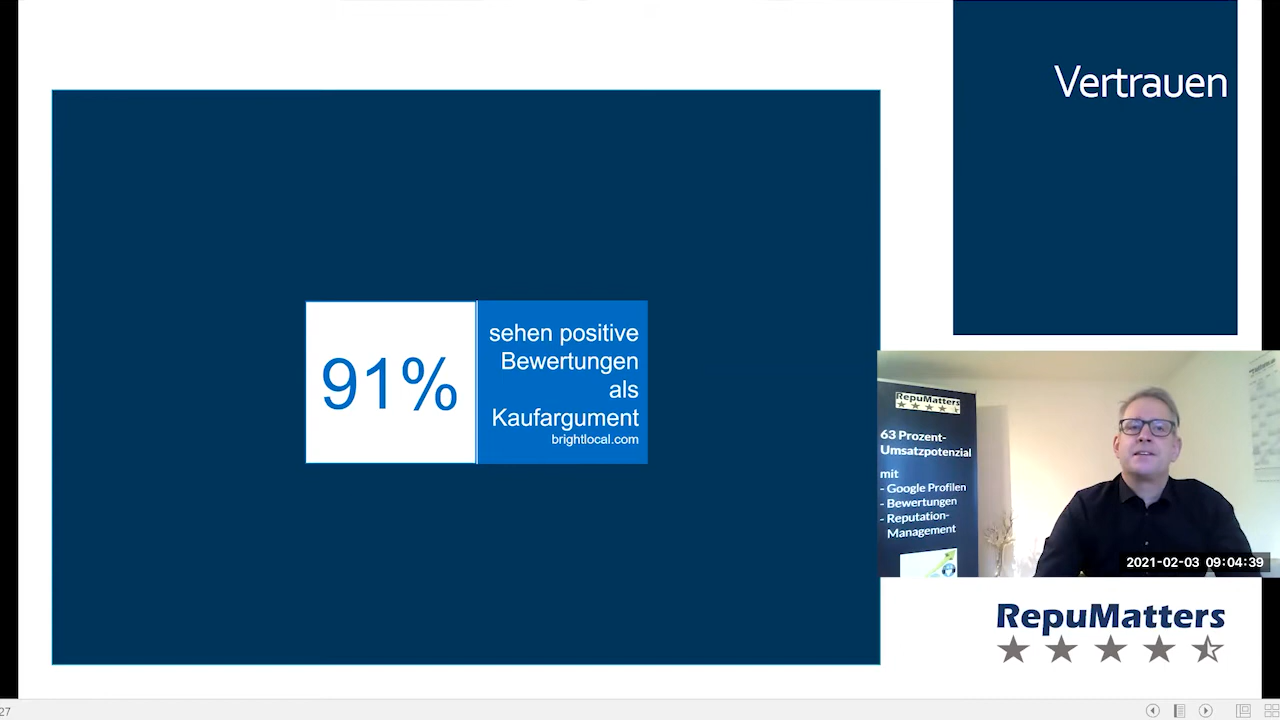 Vertrauen
91%
sehen positive
Bewertungen
als
Kaufargument
brightlocal.com
RepuMatters
63 Prozent-
Umsatzpotenzial
mit
- Google Profilen
- Bewertungen
- Reputation-
Management
2021-02-03 09:04:39
RepuMatters
27